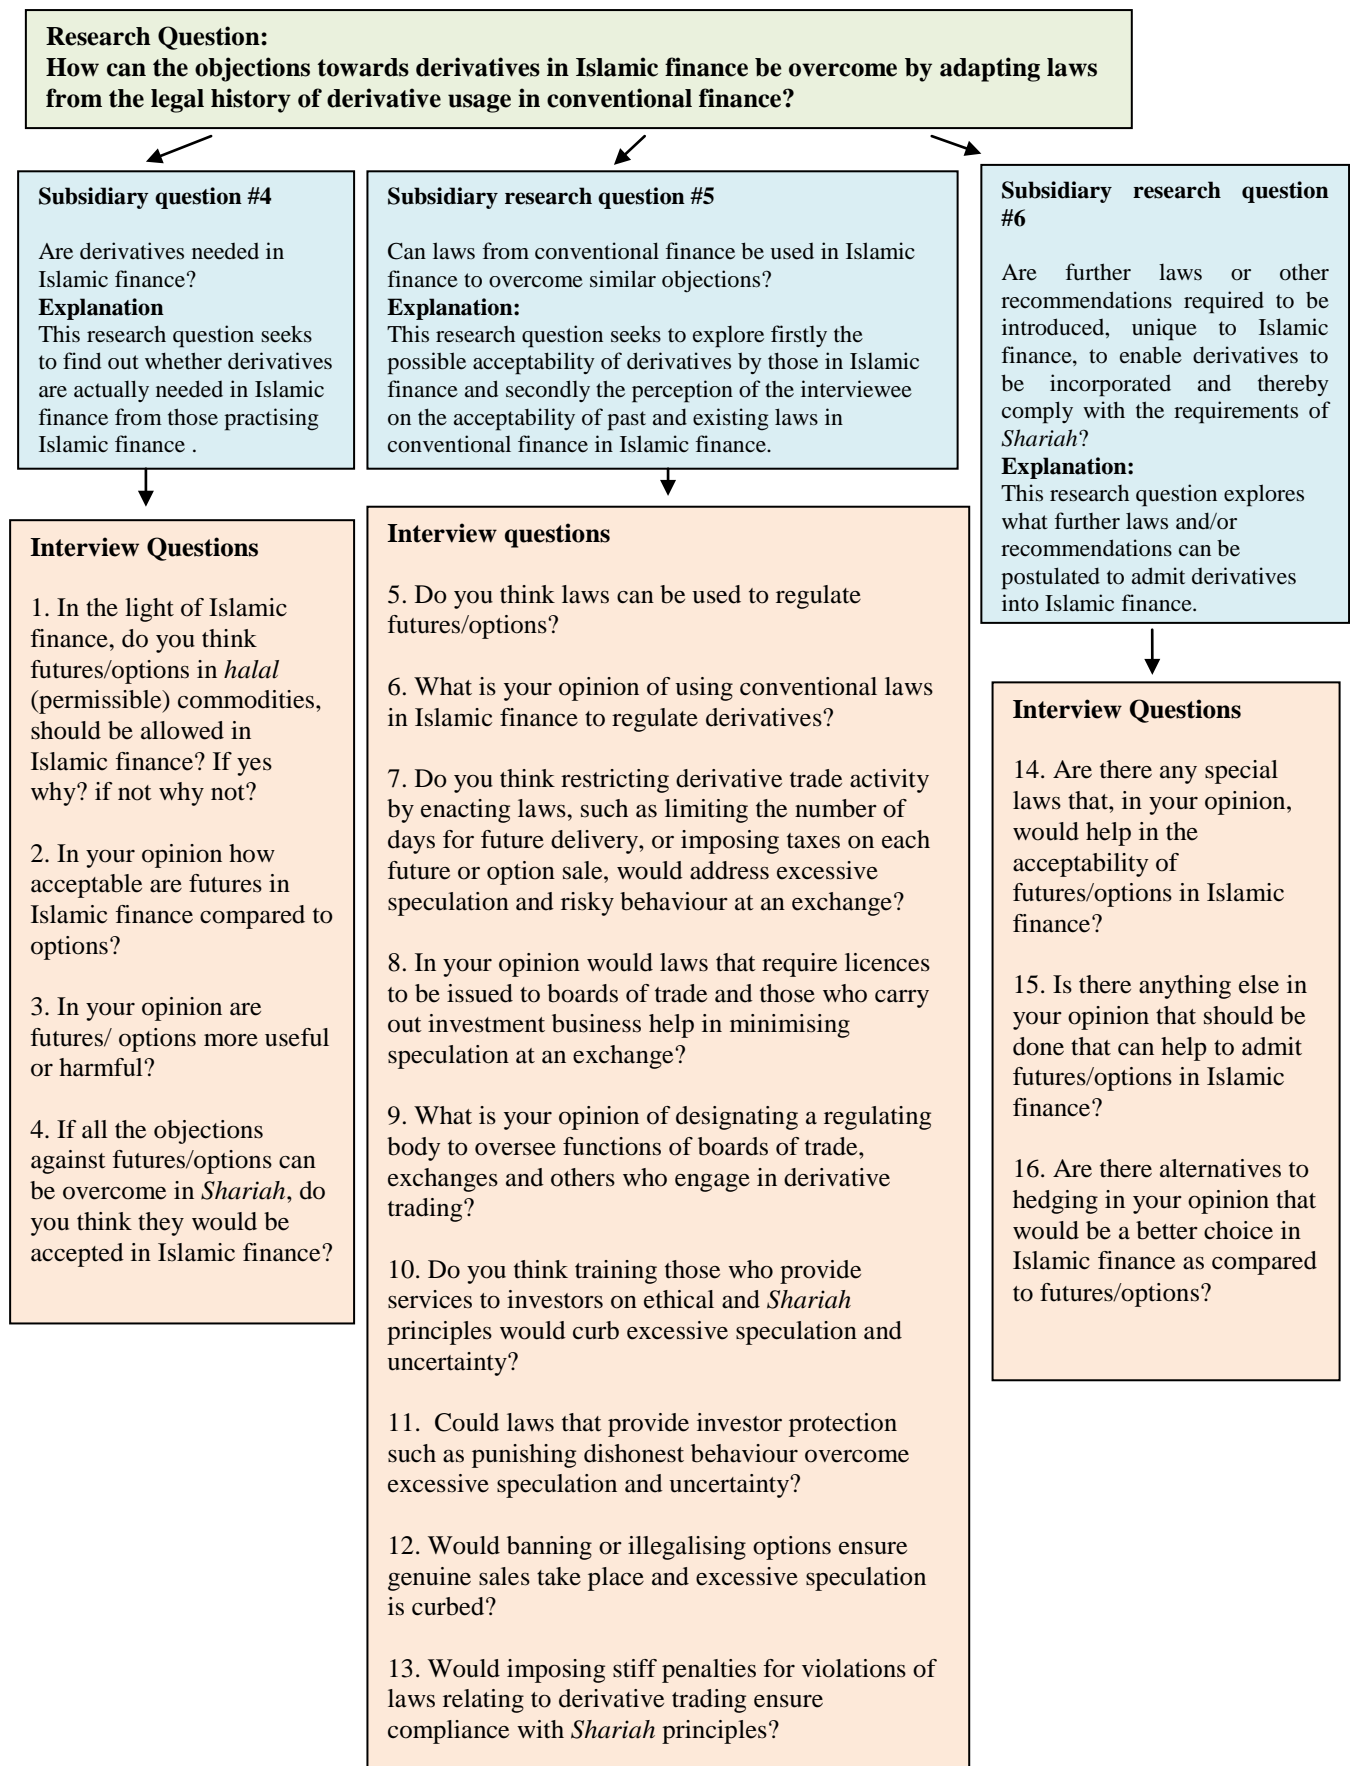 Research Question:
How can the objections towards derivatives in Islamic finance be overcome by adapting laws
from the legal history of derivative usage in conventional finance?
Subsidiary question #4
Are derivatives needed in
Islamic finance?
Explanation
This research question seeks
to find out whether derivatives
are actually needed in Islamic
finance from those practising
Islamic finance .
Subsidiary research question #5
Can laws from conventional finance be used in Islamic
finance to overcome similar objections?
Explanation:
This research question seeks to explore firstly the
possible acceptability of derivatives by those in Islamic
finance and secondly the perception of the interviewee
on the acceptability of past and existing laws in
conventional finance in Islamic finance.
Subsidiary research question
#6
Are further laws or other
recommendations required to be
introduced, unique to Islamic
finance, to enable derivatives to
be incorporated and thereby
comply with the requirements of
Shariah?
Explanation:
This research question explores
what further laws and/or
recommendations can be
postulated to admit derivatives
into Islamic finance.
Interview Questions
1. In the light of Islamic
finance, do you think
futures/options in halal
(permissible) commodities,
should be allowed in
Islamic finance? If yes
why? if not why not?
2. In your opinion how
acceptable are futures in
Islamic finance compared to
options?
3. In your opinion are
futures/ options more useful
or harmful?
4. If all the objections
against futures/options can
be overcome in Shariah, do
you think they would be
accepted in Islamic finance?
Interview questions
5. Do you think laws can be used to regulate
futures/options?
6. What is your opinion of using conventional laws
in Islamic finance to regulate derivatives?
7. Do you think restricting derivative trade activity
by enacting laws, such as limiting the number of
days for future delivery, or imposing taxes on each
future or option sale, would address excessive
speculation and risky behaviour at an exchange?
8. In your opinion would laws that require licences
to be issued to boards of trade and those who carry
out investment business help in minimising
speculation at an exchange?
9. What is your opinion of designating a regulating
body to oversee functions of boards of trade,
exchanges and others who engage in derivative
trading?
10. Do you think training those who provide
services to investors on ethical and Shariah
principles would curb excessive speculation and
uncertainty?
11. Could laws that provide investor protection
such as punishing dishonest behaviour overcome
excessive speculation and uncertainty?
12. Would banning or illegalising options ensure
genuine sales take place and excessive speculation
is curbed?
13. Would imposing stiff penalties for violations of
laws relating to derivative trading ensure
compliance with Shariah principles?
Interview Questions
14. Are there any special
laws that, in your opinion,
would help in the
acceptability of
futures/options in Islamic
finance?
15. Is there anything else in
your opinion that should be
done that can help to admit
futures/options in Islamic
finance?
16. Are there alternatives to
hedging in your opinion that
would be a better choice in
Islamic finance as compared
to futures/options?